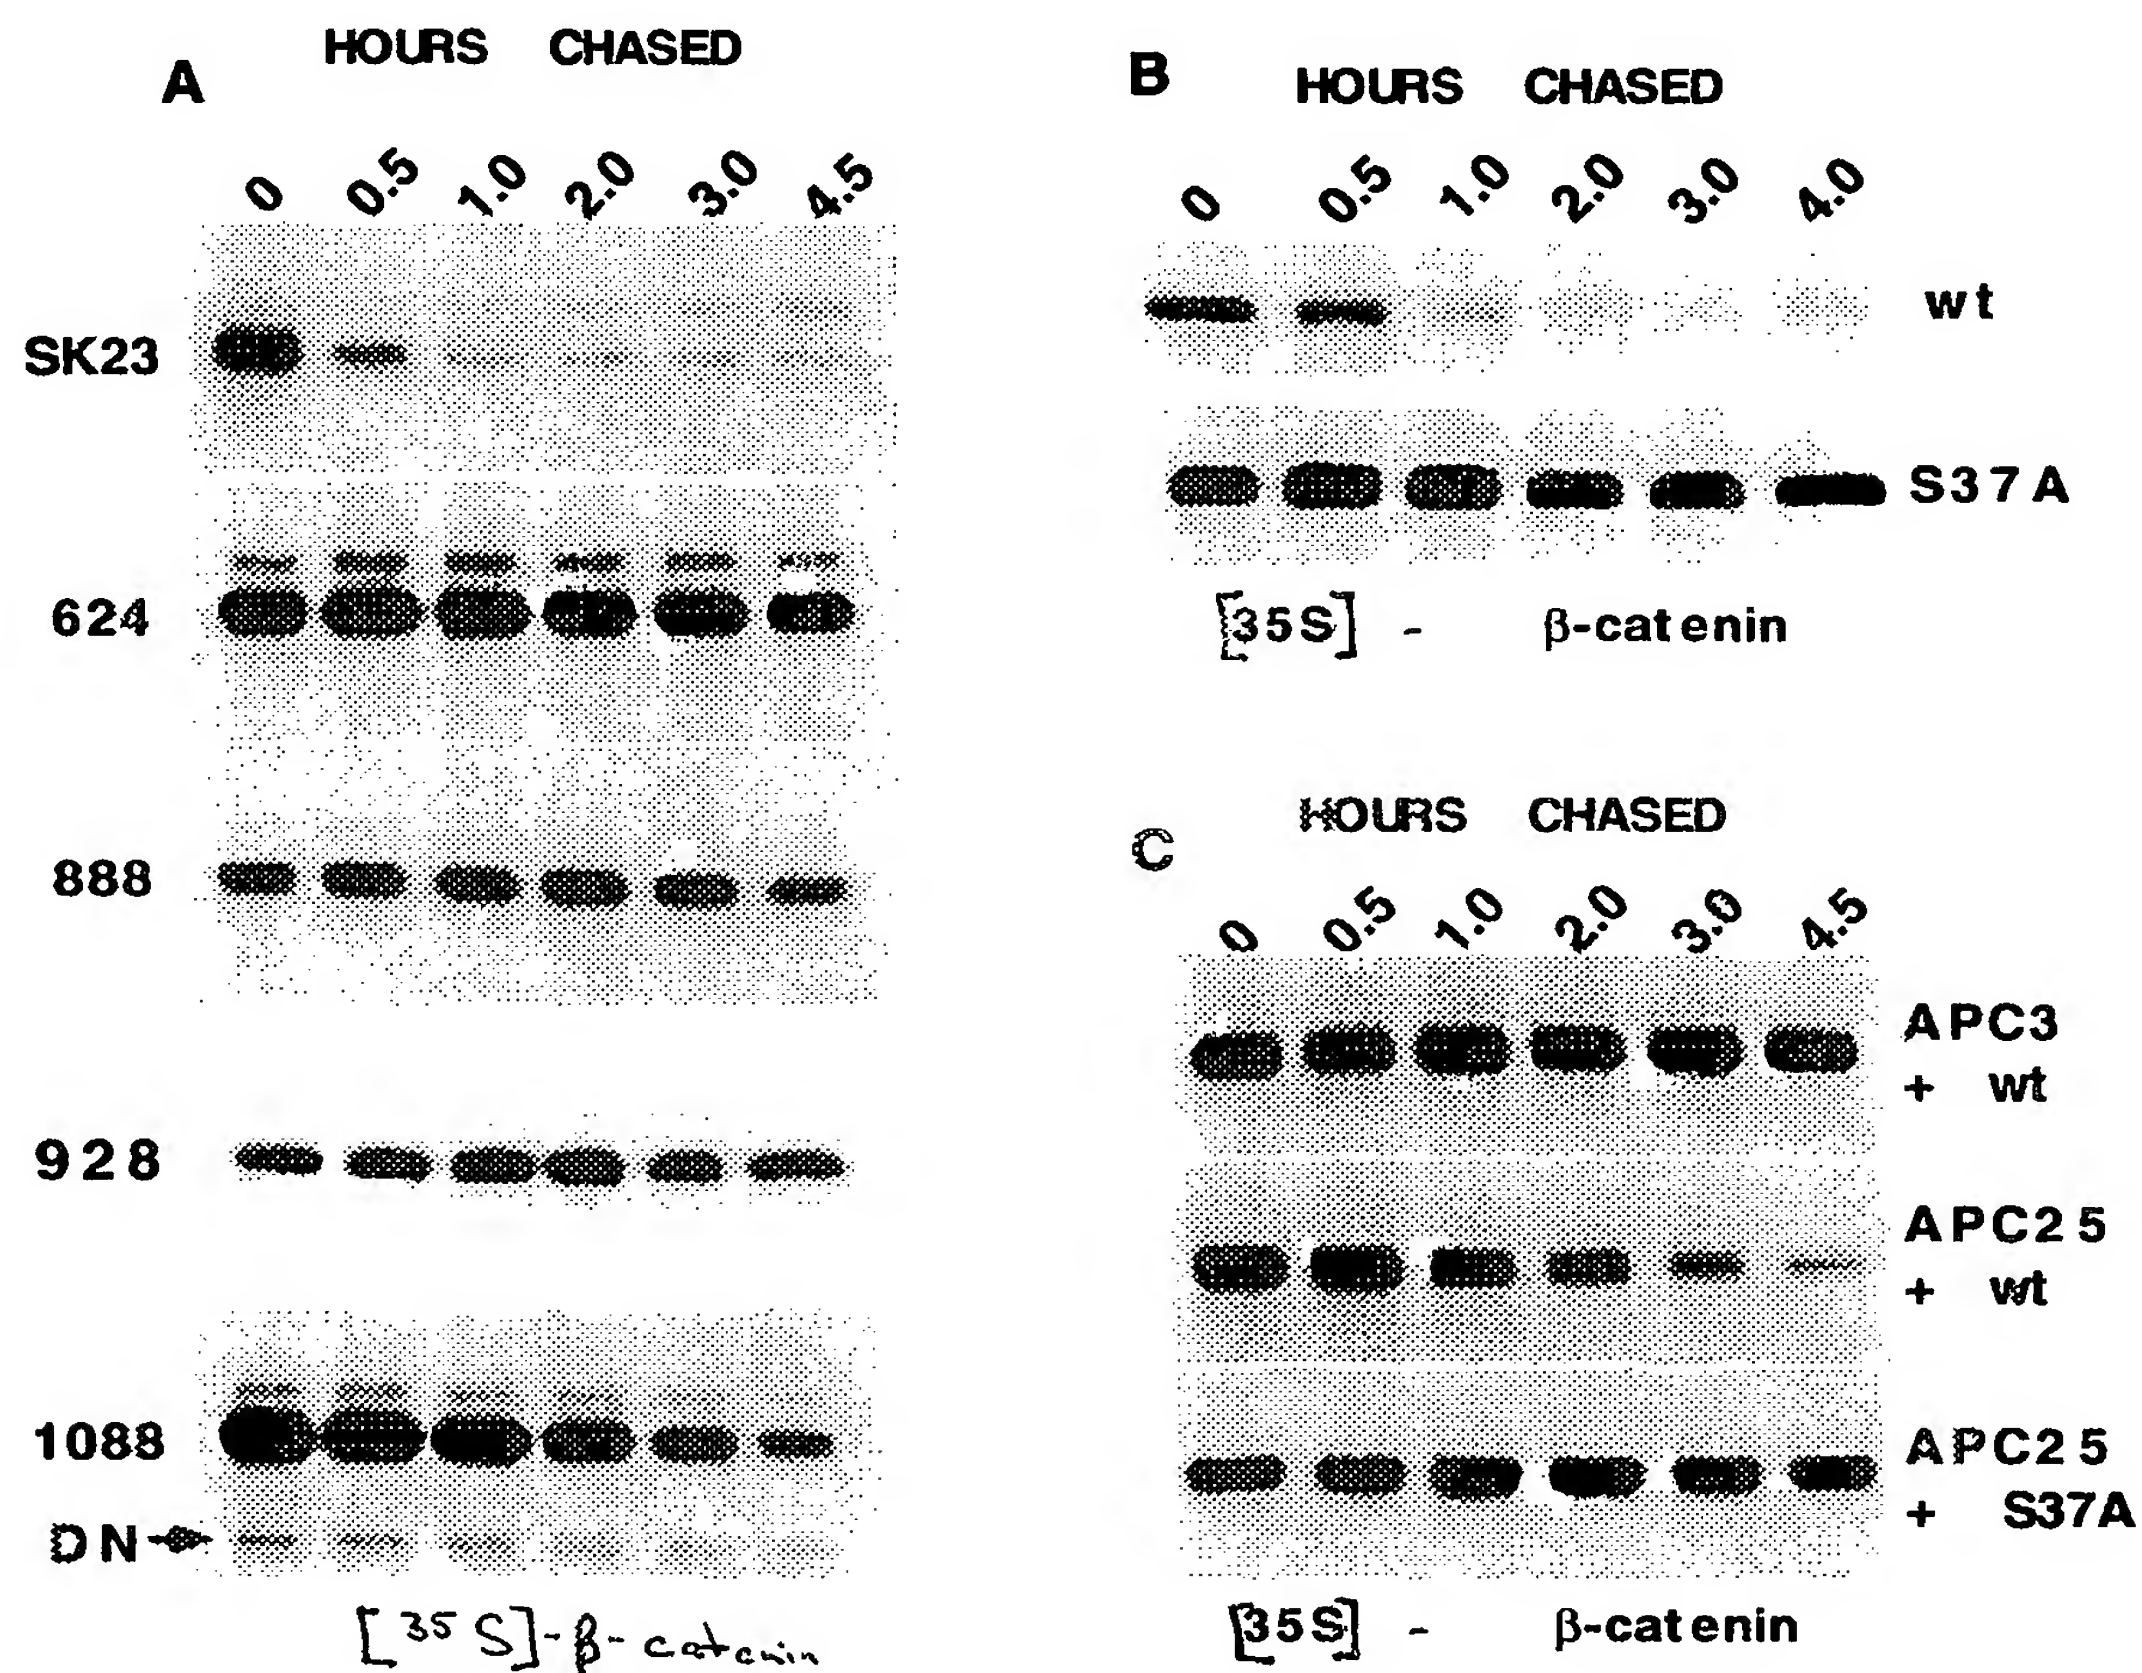 A
HOURS CHASED
0 0.5 1.0 2.0 3.0 4.5
SK23
624
888
928
1088
DN
[35S]-β-catenin
B
HOURS CHASED
0 0.5 1.0 2.0 3.0 4.0
wt
S37A
[35S] - β-catenin
C
HOURS CHASED
0 0.5 1.0 2.0 3.0 4.5
APC3
+ wt
APC25
+ wt
APC25
+ S37A
[35S] - β-catenin